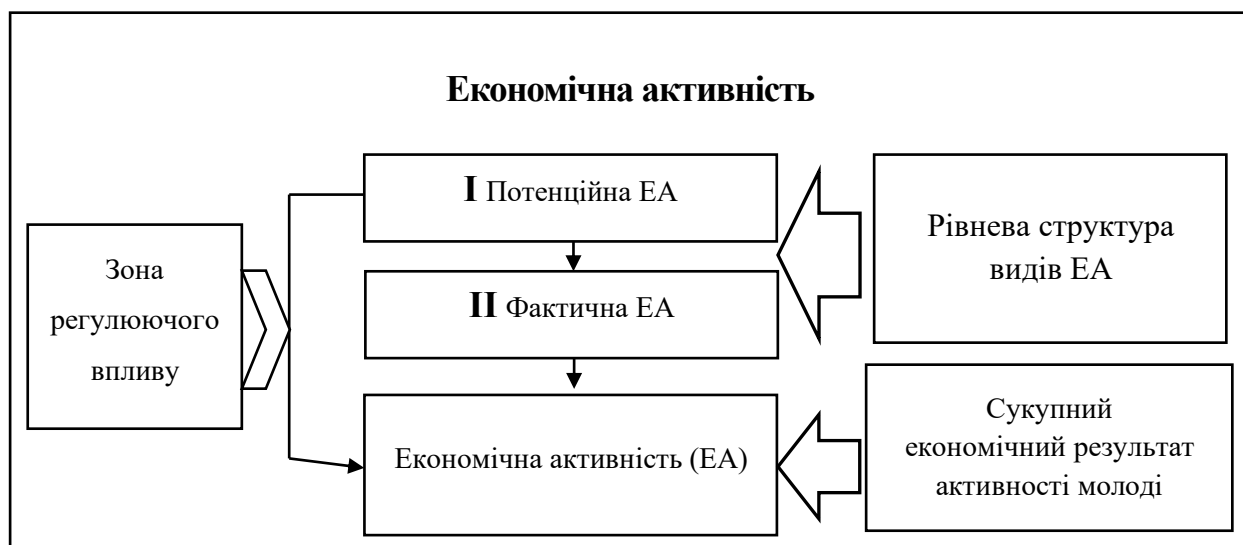 Економічна активність
I Потенційна ЕА
II Фактична ЕА
Економічна активність (ЕА)
Зона
регулюючого
впливу
Рівнева структура
видів ЕА
Сукупний
економічний результат
активності молоді